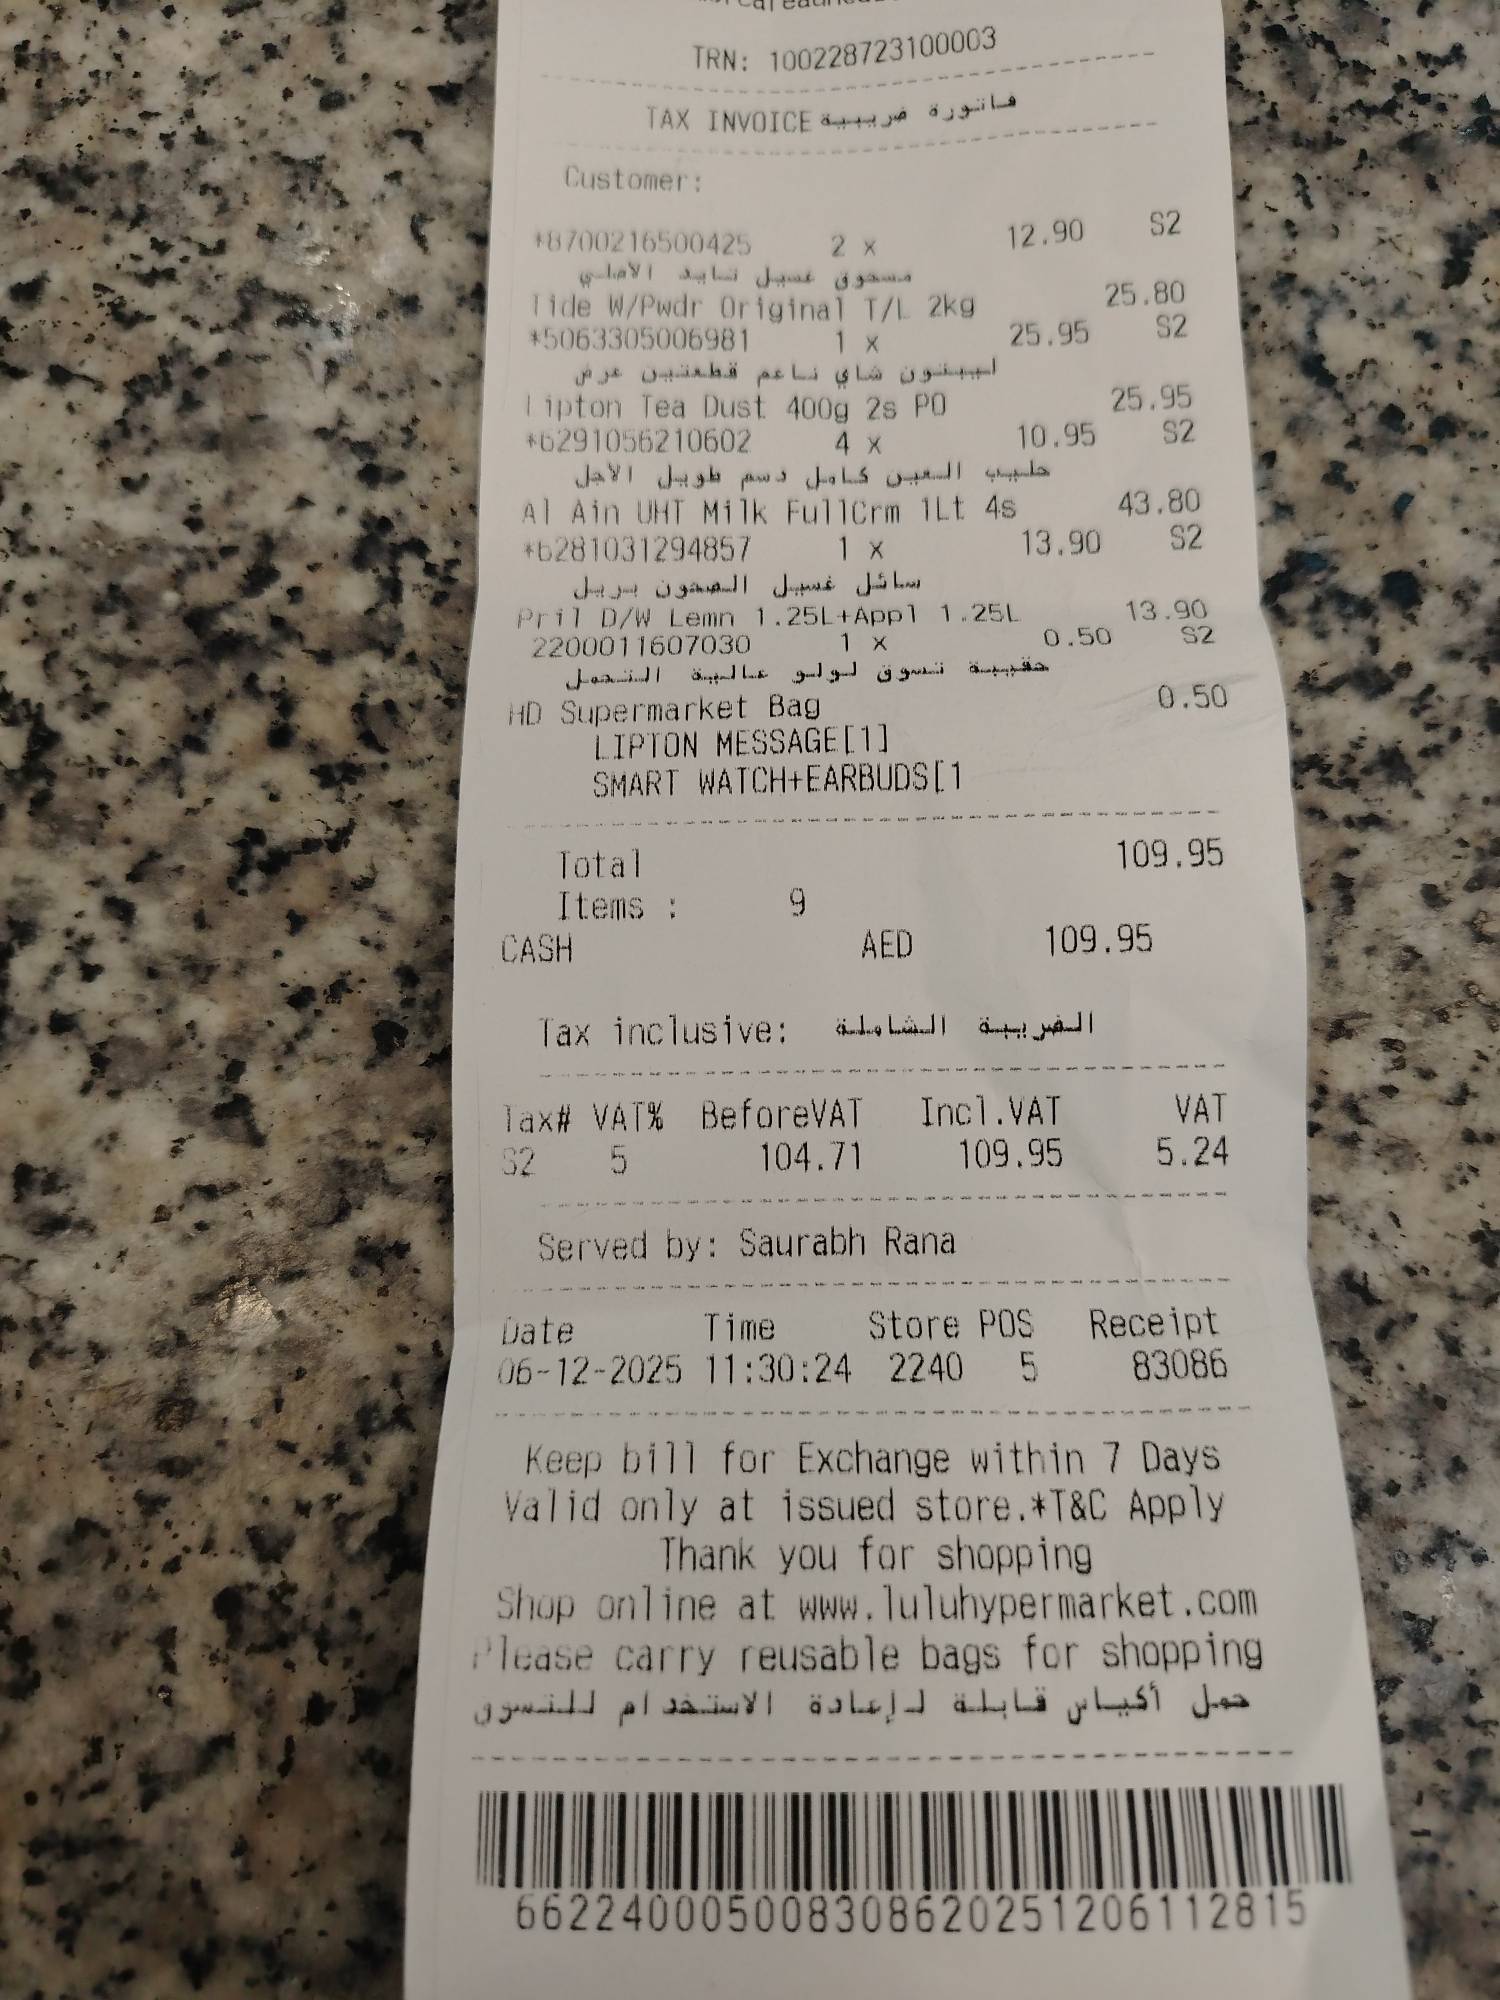 TRN: 100228723100003
TAX INVOICE فاتورة ضريبية
Customer:
*8700216500425 2 x 12.90 S2
مسحوق غسيل تايد الأصلي
Tide W/Pwdr Original T/L 2kg 25.80
*5063305006981 1 x 25.95 S2
ليبتون شاي ناعم قطعتين عرض
Lipton Tea Dust 400g 2s PO 25.95
*6291056210602 4 x 10.95 S2
حليب العين كامل دسم طويل الأجل
Al Ain UHT Milk FullCrm 1Lt 4s 43.80
*6281031294857 1 x 13.90 S2
سائل غسيل الصحون بريل
Pril D/W Lemn 1.25L+Appl 1.25L 13.90
2200011607030 1 x 0.50 S2
حقيبة تسوق لولو عالية التحمل
HD Supermarket Bag 0.50
LIPTON MESSAGE[1]
SMART WATCH+EARBUDS[1
Total 109.95
Items : 9
CASH AED 109.95
Tax inclusive: الضريبة الشاملة
Tax# VAT% BeforeVAT Incl.VAT VAT
S2 5 104.71 109.95 5.24
Served by: Saurabh Rana
Date Time Store POS Receipt
06-12-2025 11:30:24 2240 5 83086
Keep bill for Exchange within 7 Days
Valid only at issued store.*T&C Apply
Thank you for shopping
Shop online at www.luluhypermarket.com
Please carry reusable bags for shopping
حمل أكياس قابلة لإعادة الاستخدام للتسوق
662240005008308620251206112815